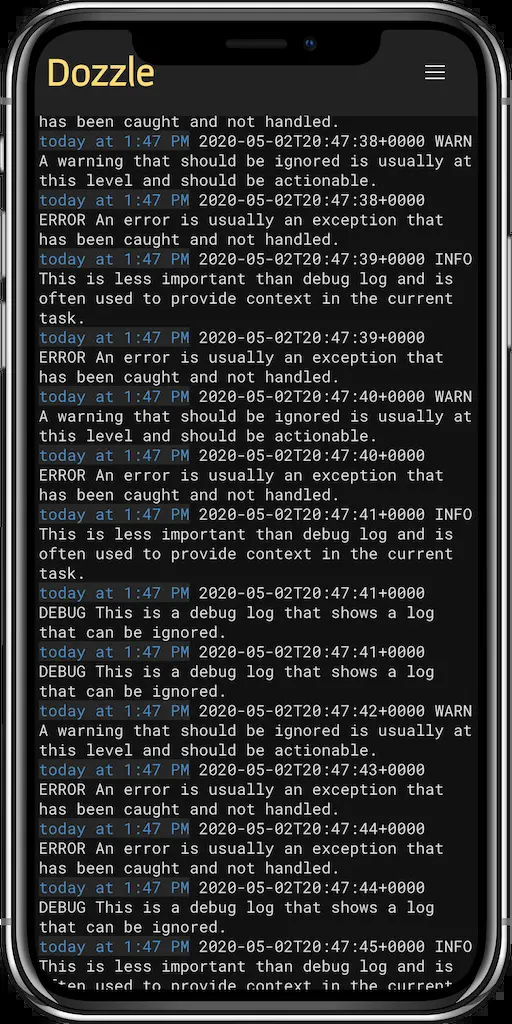 Dozzle
has been caught and not handled.
today at 1:47 PM 2020-05-02T20:47:38+0000 WARN
A warning that should be ignored is usually at
this level and should be actionable.
today at 1:47 PM 2020-05-02T20:47:38+0000
ERROR An error is usually an exception that
has been caught and not handled.
today at 1:47 PM 2020-05-02T20:47:39+0000 INFO
This is less important than debug log and is
often used to provide context in the current
task.
today at 1:47 PM 2020-05-02T20:47:39+0000
ERROR An error is usually an exception that
has been caught and not handled.
today at 1:47 PM 2020-05-02T20:47:40+0000 WARN
A warning that should be ignored is usually at
this level and should be actionable.
today at 1:47 PM 2020-05-02T20:47:40+0000
ERROR An error is usually an exception that
has been caught and not handled.
today at 1:47 PM 2020-05-02T20:47:41+0000 INFO
This is less important than debug log and is
often used to provide context in the current
task.
today at 1:47 PM 2020-05-02T20:47:41+0000
DEBUG This is a debug log that shows a log
that can be ignored.
today at 1:47 PM 2020-05-02T20:47:41+0000
DEBUG This is a debug log that shows a log
that can be ignored.
today at 1:47 PM 2020-05-02T20:47:42+0000 WARN
A warning that should be ignored is usually at
this level and should be actionable.
today at 1:47 PM 2020-05-02T20:47:43+0000
ERROR An error is usually an exception that
has been caught and not handled.
today at 1:47 PM 2020-05-02T20:47:44+0000
ERROR An error is usually an exception that
has been caught and not handled.
today at 1:47 PM 2020-05-02T20:47:44+0000
DEBUG This is a debug log that shows a log
that can be ignored.
today at 1:47 PM 2020-05-02T20:47:45+0000 INFO
This is less important than debug log and is
often used to provide context in the current